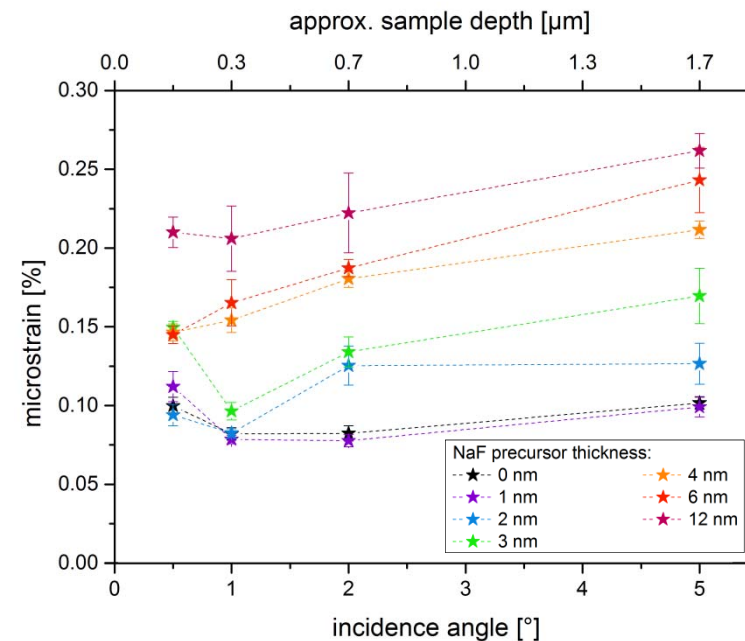 approx. sample depth [µm]
0.0 0.3 0.7 1.0 1.3 1.7
0.30
0.25
0.20
0.15
0.10
0.05
0.00
microstrain [%]
NaF precursor thickness:
0 nm 4 nm
1 nm 6 nm
2 nm 12 nm
3 nm
0 1 2 3 4 5
incidence angle [°]